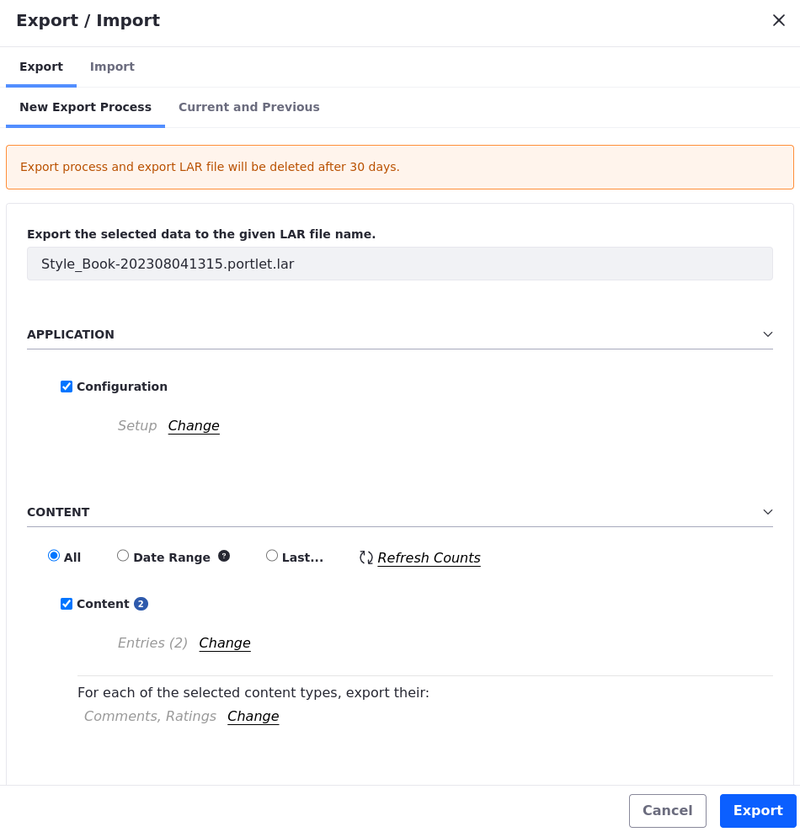 Export / Import
Export Import
New Export Process Current and Previous
Export process and export LAR file will be deleted after 30 days.
Export the selected data to the given LAR file name.
Style_Book-202308041315.portlet.lar
APPLICATION
Configuration
Setup Change
CONTENT
All Date Range ? Last... Refresh Counts
Content 2
Entries (2) Change
For each of the selected content types, export their:
Comments, Ratings Change
Cancel Export